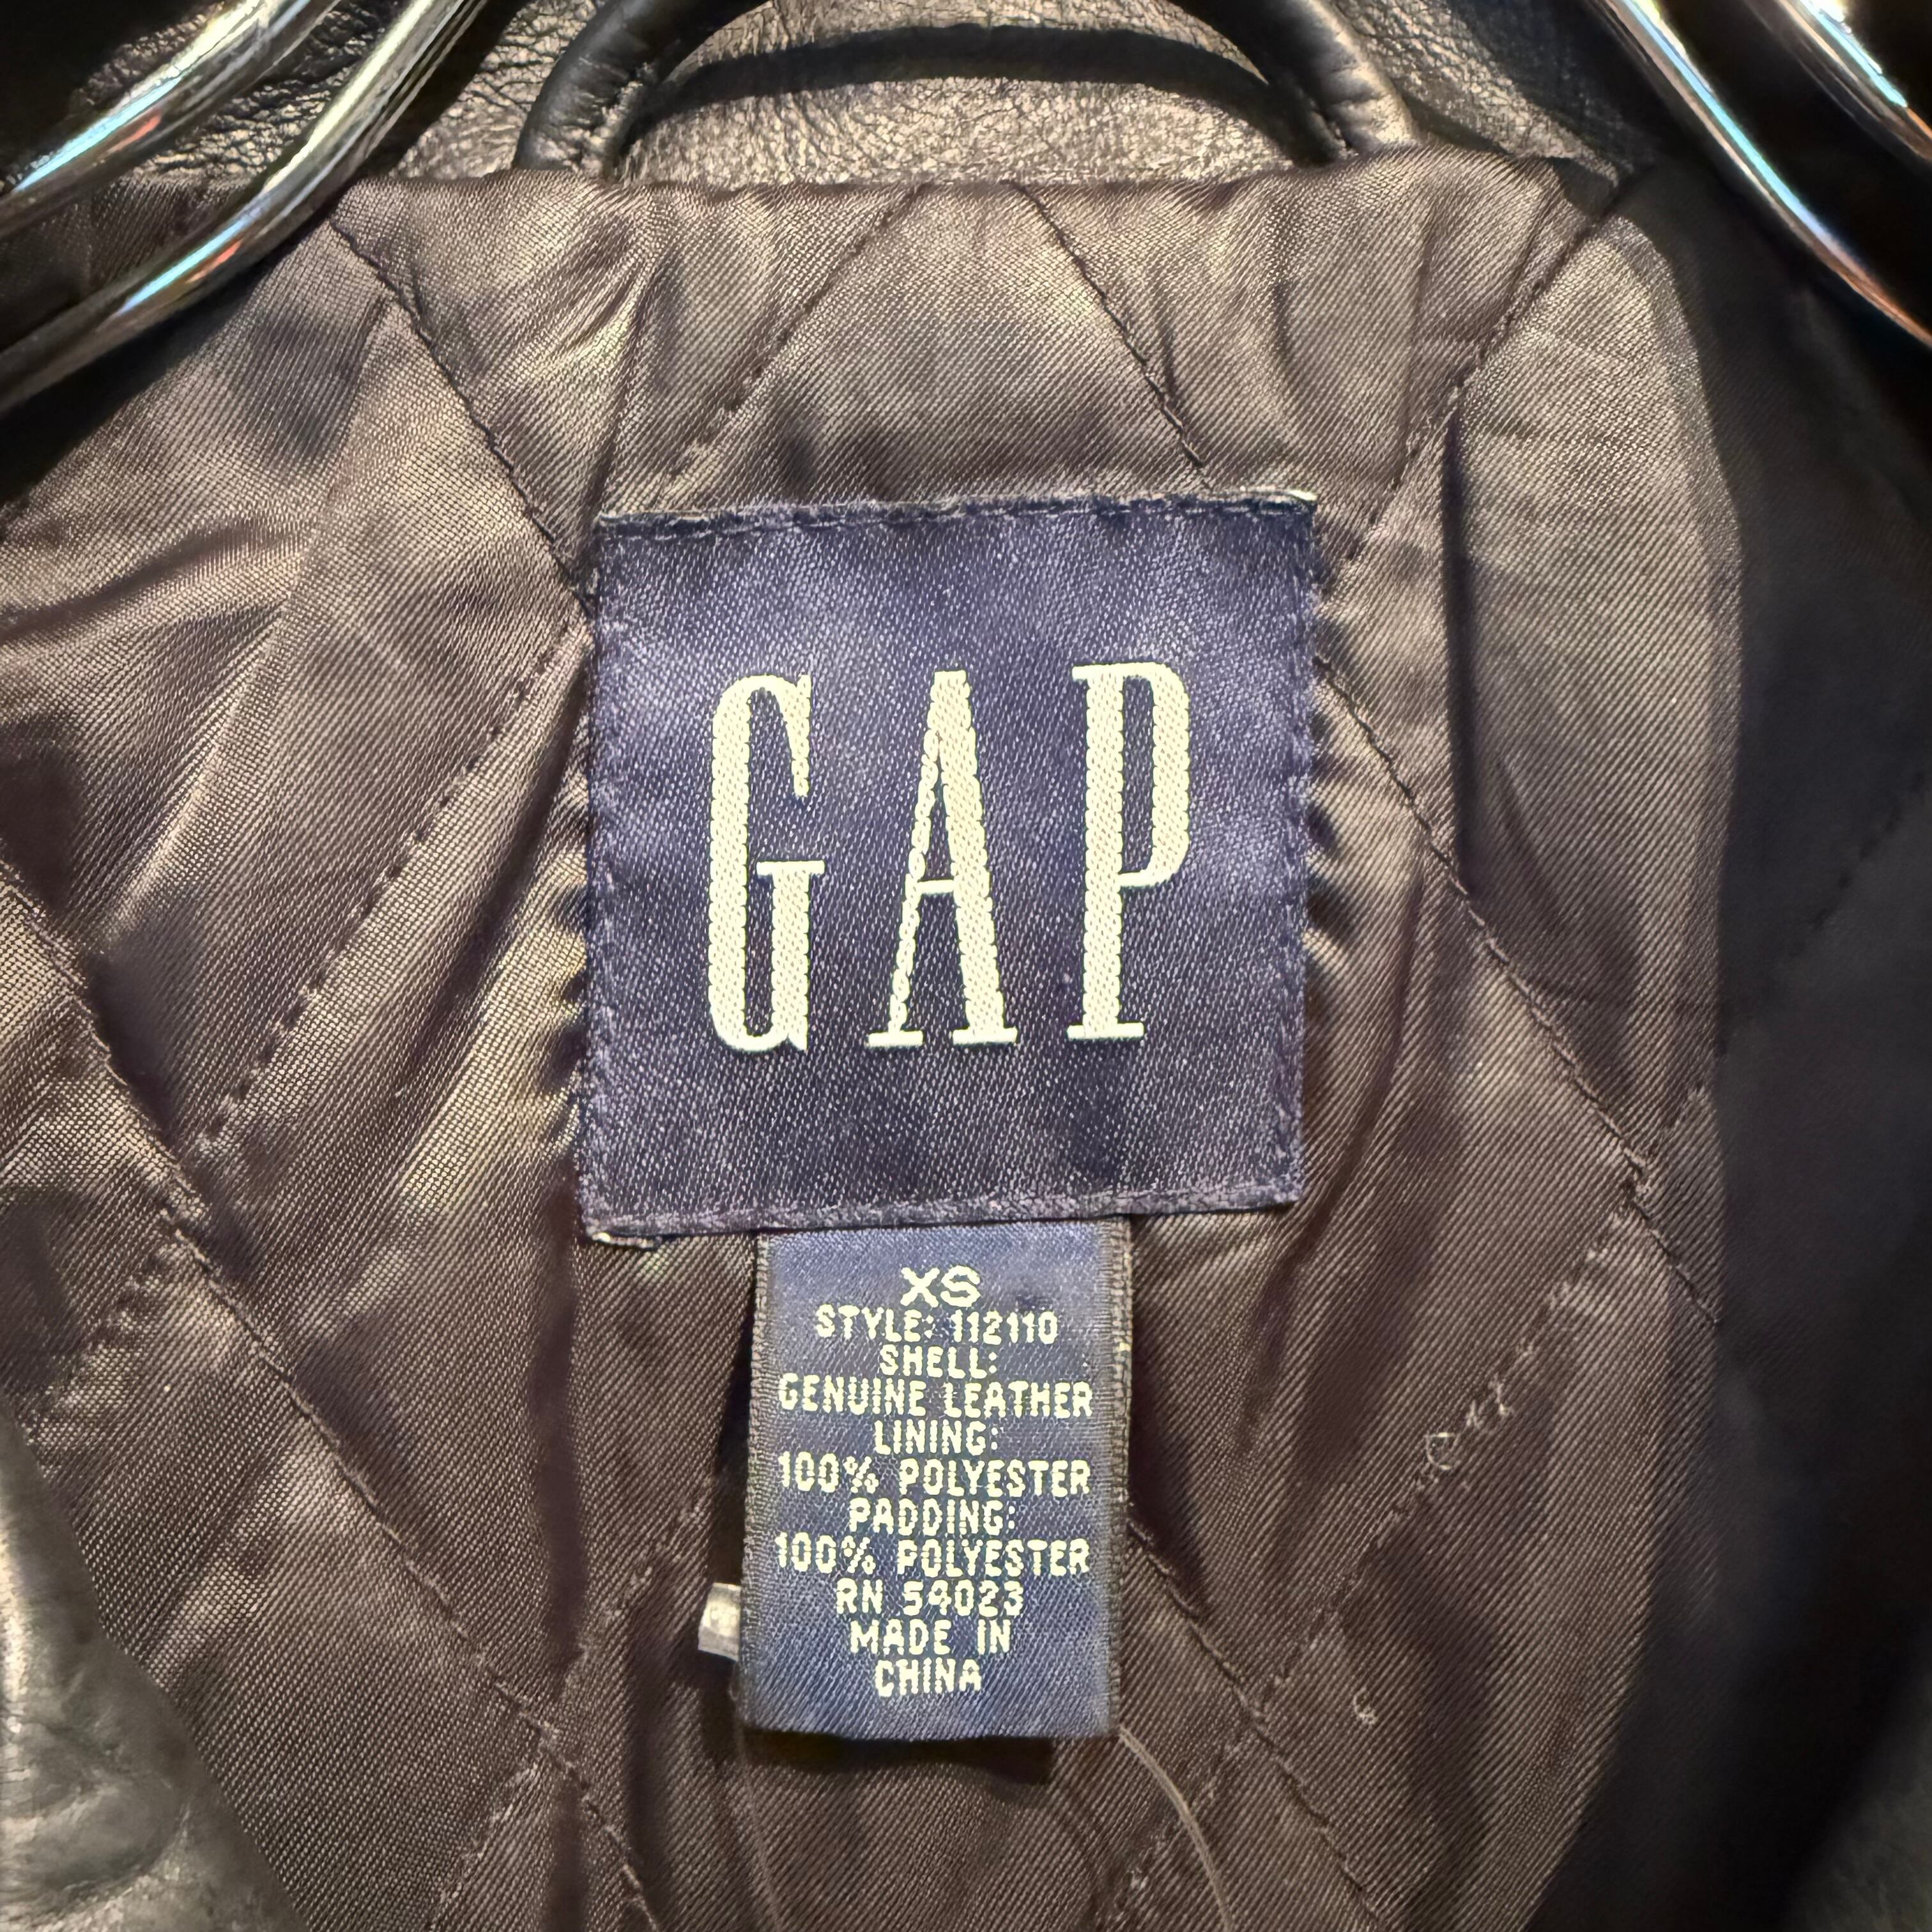 GAP
XS
STYLE: 112110
SHELL:
GENUINE LEATHER
LINING:
100% POLYESTER
PADDING:
100% POLYESTER
RN 54023
MADE IN
CHINA